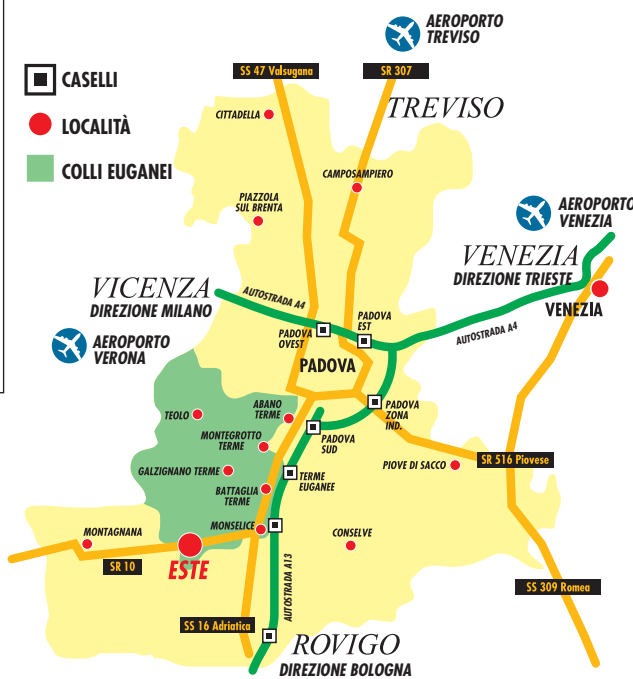 AEROPORTO
TREVISO
SS 47 Valsugana
SR 307
CASELLI
TREVISO
CITTADELLA
LOCALITÀ
COLLI EUGANEI
CAMPOSAMPIERO
PIAZZOLA
SUL BRENTA
AEROPORTO
VENEZIA
VENEZIA
DIREZIONE TRIESTE
VICENZA
DIREZIONE MILANO
AUTOSTRADA A4
VENEZIA
PADOVA
EST
AUTOSTRADA A4
PADOVA
OVEST
AEROPORTO
VERONA
PADOVA
ABANO
TERME
TEOLO
PADOVA
ZONA
IND.
MONTEGROTTO
TERME
PADOVA
SUD
SR 516 Piovese
PIOVE DI SACCO
GALZIGNANO TERME
TERME
EUGANEE
BATTAGLIA
TERME
MONSELICE
MONTAGNANA
CONSELVE
ESTE
SR 10
AUTOSTRADA A13
SS 309 Romea
SS 16 Adriatica
ROVIGO
DIREZIONE BOLOGNA